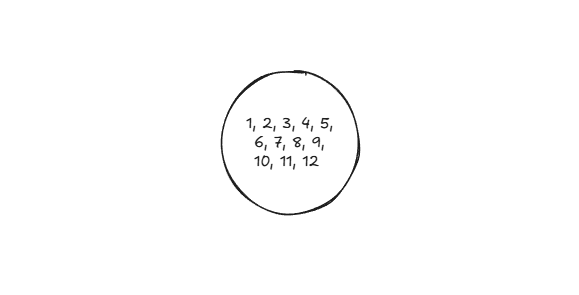 1, 2, 3, 4, 5,
6, 7, 8, 9,
10, 11, 12